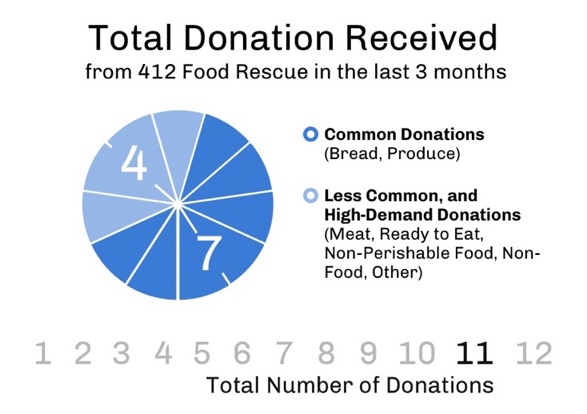 Total Donation Received
from 412 Food Rescue in the last 3 months
4
7
Common Donations
(Bread, Produce)
Less Common, and
High-Demand Donations
(Meat, Ready to Eat,
Non-Perishable Food, Non-
Food, Other)
1 2 3 4 5 6 7 8 9 10 11 12
Total Number of Donations